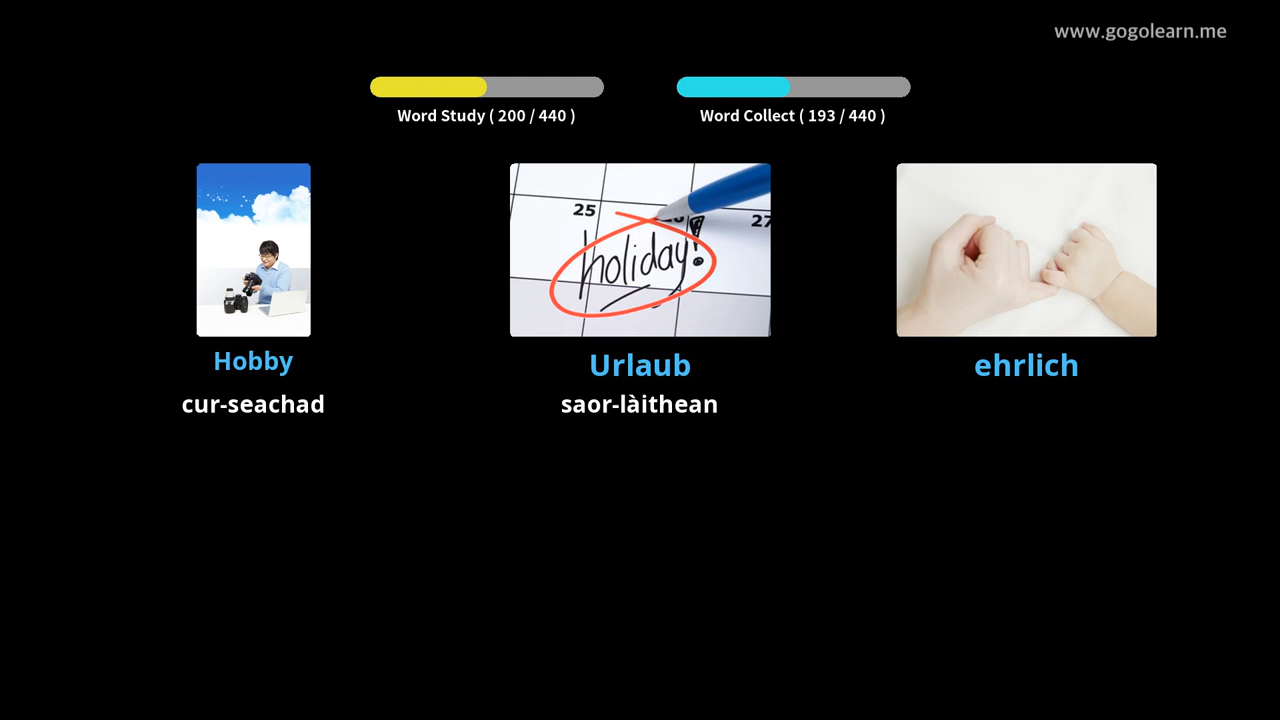 www.gogolearn.me
Word Study ( 200 / 440 )
Word Collect ( 193 / 440 )
25
27
holiday!
Hobby
Urlaub
ehrlich
cur-seachad
saor-làithean